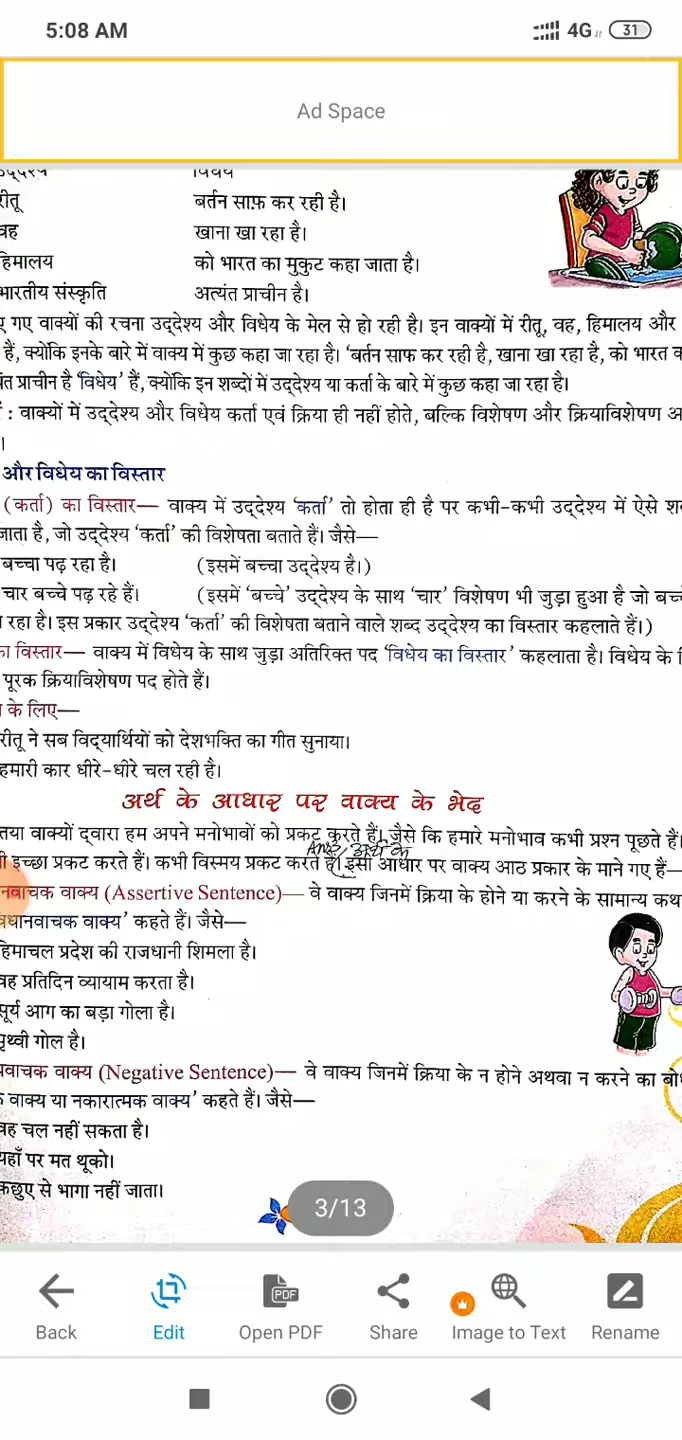 5:08 AM
4G 31
Ad Space
विधेय
रीतू बर्तन साफ़ कर रही है।
वह खाना खा रहा है।
हिमालय को भारत का मुकुट कहा जाता है।
भारतीय संस्कृति अत्यंत प्राचीन है।
गए वाक्यों की रचना उद्देश्य और विधेय के मेल से हो रही है। इन वाक्यों में रीतू, वह, हिमालय और
हैं, क्योंकि इनके बारे में वाक्य में कुछ कहा जा रहा है। ‘बर्तन साफ कर रही है, खाना खा रहा है, को भारत
प्राचीन है ‘विधेय’ हैं, क्योंकि इन शब्दों में उद्देश्य या कर्ता के बारे में कुछ कहा जा रहा है।
: वाक्यों में उद्देश्य और विधेय कर्ता एवं क्रिया ही नहीं होते, बल्कि विशेषण और क्रियाविशेषण
।
और विधेय का विस्तार
(कर्ता) का विस्तार— वाक्य में उद्देश्य ‘कर्ता’ तो होता ही है पर कभी-कभी उद्देश्य में ऐसे
जाता है, जो उद्देश्य ‘कर्ता’ की विशेषता बताते हैं। जैसे—
बच्चा पढ़ रहा है। (इसमें बच्चा उद्देश्य है।)
चार बच्चे पढ़ रहे हैं। (इसमें ‘बच्चे’ उद्देश्य के साथ ‘चार’ विशेषण भी जुड़ा हुआ है जो
रहा है। इस प्रकार उद्देश्य ‘कर्ता’ की विशेषता बताने वाले शब्द उद्देश्य का विस्तार कहलाते हैं।)
का विस्तार— वाक्य में विधेय के साथ जुड़ा अतिरिक्त पद ‘विधेय का विस्तार’ कहलाता है। विधेय के
पूरक क्रियाविशेषण पद होते हैं।
के लिए—
रीतू ने सब विद्यार्थियों को देशभक्ति का गीत सुनाया।
हमारी कार धीरे-धीरे चल रही है।
अर्थ के आधार पर वाक्य के भेद
तया वाक्यों द्वारा हम अपने मनोभावों को प्रकट करते हैं। जैसे कि हमारे मनोभाव कभी प्रश्न पूछते हैं।
Ans2, अर्थ के
इच्छा प्रकट करते हैं। कभी विस्मय प्रकट करते हैं। इसी आधार पर वाक्य आठ प्रकार के माने गए हैं—
नवाचक वाक्य (Assertive Sentence)— वे वाक्य जिनमें क्रिया के होने या करने के सामान्य कथ
विधानवाचक वाक्य’ कहते हैं। जैसे—
हिमाचल प्रदेश की राजधानी शिमला है।
वह प्रतिदिन व्यायाम करता है।
सूर्य आग का बड़ा गोला है।
पृथ्वी गोल है।
वाचक वाक्य (Negative Sentence)— वे वाक्य जिनमें क्रिया के न होने अथवा न करने का बो
वाक्य या नकारात्मक वाक्य’ कहते हैं। जैसे—
वह चल नहीं सकता है।
यहाँ पर मत थूको।
कछुए से भागा नहीं जाता।
3/13
PDF
Back Edit Open PDF Share Image to Text Rename